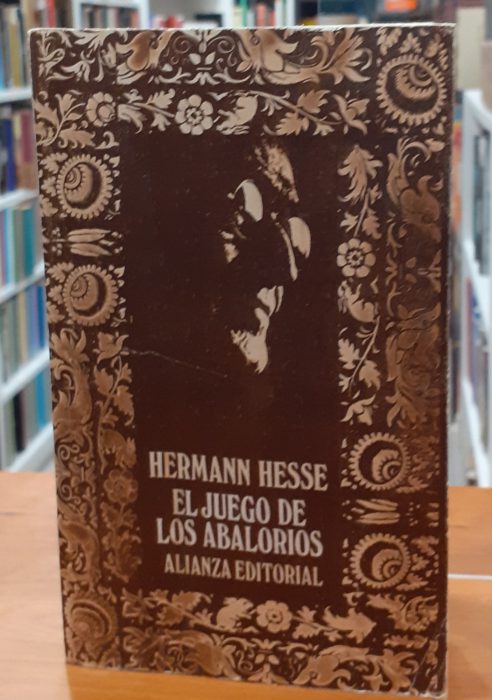 HERMANN HESSE
EL JUEGO DE
LOS ABALORIOS
ALIANZA EDITORIAL